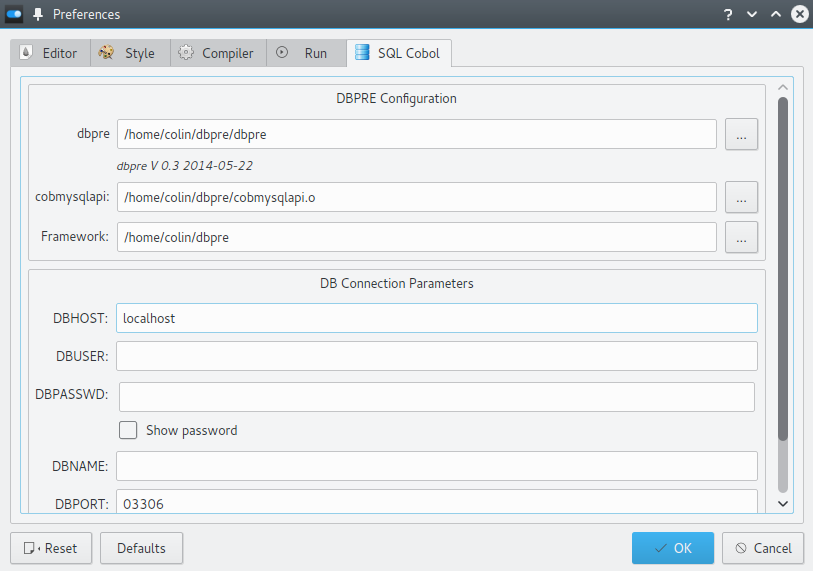 Preferences
?
Editor Style Compiler Run SQL Cobol
DBPRE Configuration
dbpre /home/colin/dbpre/dbpre ...
dbpre V 0.3 2014-05-22
cobmysqlapi: /home/colin/dbpre/cobmysqlapi.o ...
Framework: /home/colin/dbpre ...
DB Connection Parameters
DBHOST: localhost
DBUSER:
DBPASSWD:
Show password
DBNAME:
DBPORT: 03306
Reset Defaults OK Cancel